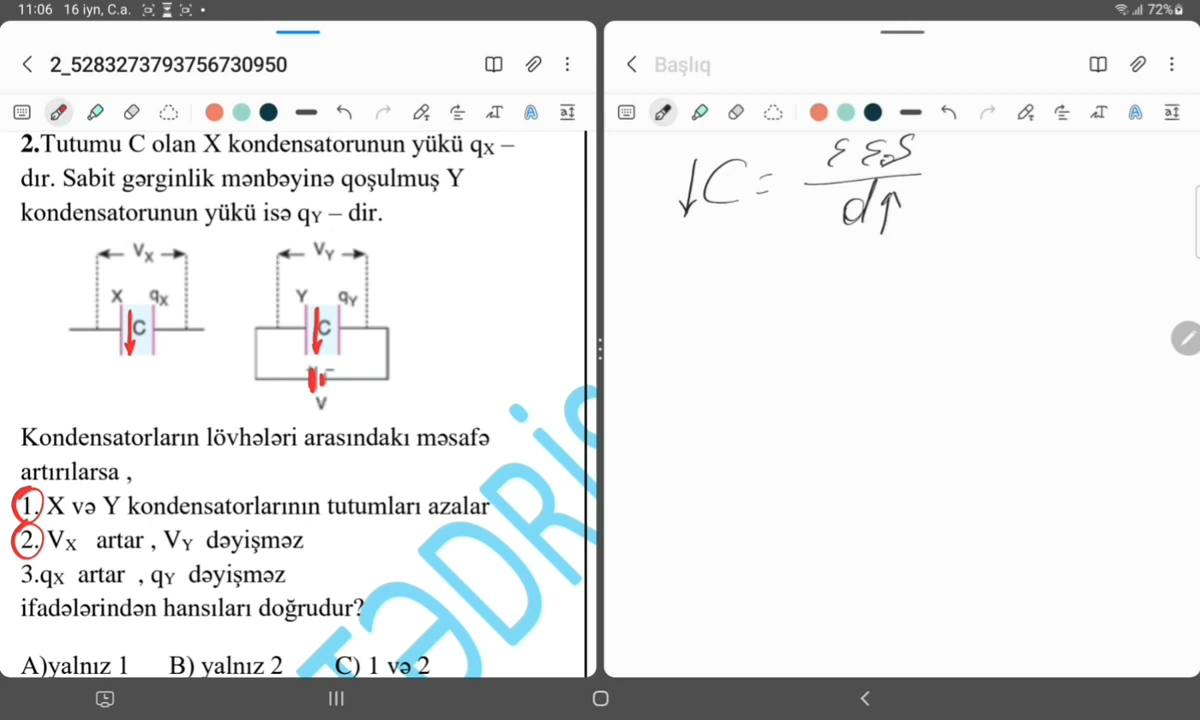 11:06 16 iyn, C.a. 72%
2_5283273793756730950
Başlıq
2.Tutumu C olan X kondensatorunun yükü qX –
dır. Sabit gərginlik mənbəyinə qoşulmuş Y
kondensatorunun yükü isə qY – dir.
VX
X qX
C
VY
Y qY
C
V
Kondensatorların lövhələri arasındakı məsafə
artırılarsa ,
1. X və Y kondensatorlarının tutumları azalar
2. VX artar , VY dəyişməz
3.qX artar , qY dəyişməz
ifadələrindən hansıları doğrudur?
A)yalnız 1 B) yalnız 2 C) 1 və 2
TƏDRİS
↓C = εε₀S / d↑